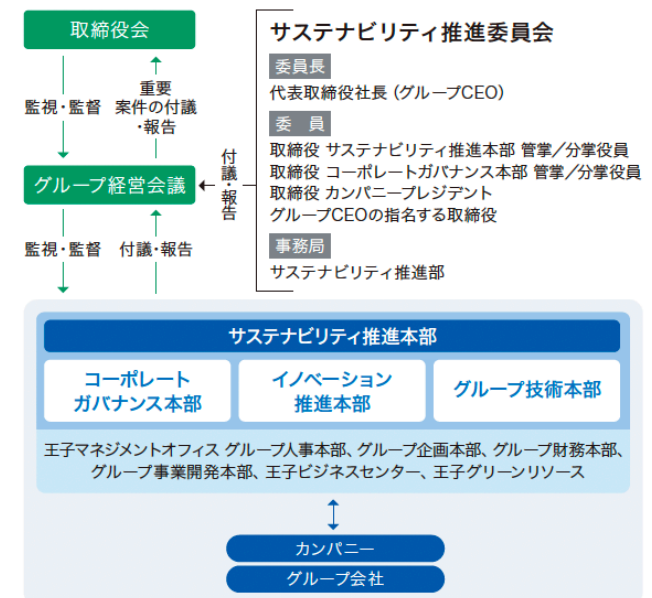 取締役会
監視・監督
重要
案件の付議
・報告
グループ経営会議
付議・報告
監視・監督
付議・報告
サステナビリティ推進委員会
委員長
代表取締役社長 (グループCEO)
委　員
取締役 サステナビリティ推進本部 管掌／分掌役員
取締役 コーポレートガバナンス本部 管掌／分掌役員
取締役 カンパニープレジデント
グループCEOの指名する取締役
事務局
サステナビリティ推進部
サステナビリティ推進本部
コーポレート
ガバナンス本部
イノベーション
推進本部
グループ技術本部
王子マネジメントオフィス グループ人事本部、グループ企画本部、グループ財務本部、
グループ事業開発本部、王子ビジネスセンター、王子グリーンリソース
カンパニー
グループ会社